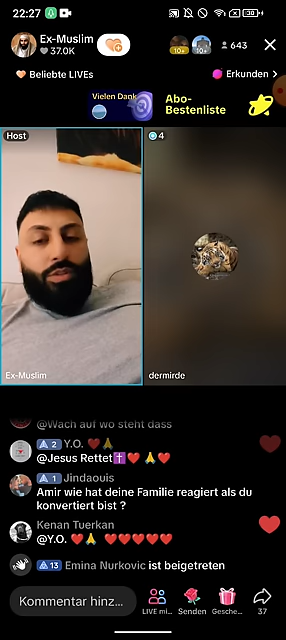 22:27
Ex-Muslim
37.0K
10+
10+
643
Beliebte LIVEs
Erkunden >
Vielen Dank
Abo-
Bestenliste
Host
4
Ex-Muslim
dermirde
@Wach auf wo steht dass
2 Y.O. ❤️🙏
@Jesus Rettet✝️❤️🙏❤️
1 Jindaouis
Amir wie hat deine Familie reagiert als du
konvertiert bist ?
Kenan Tuerkan
@Y.O. ❤️🙏 ❤️❤️❤️❤️❤️
13 Emina Nurkovic ist beigetreten
Kommentar hinz...
LIVE mi...
Senden
Gesche...
37